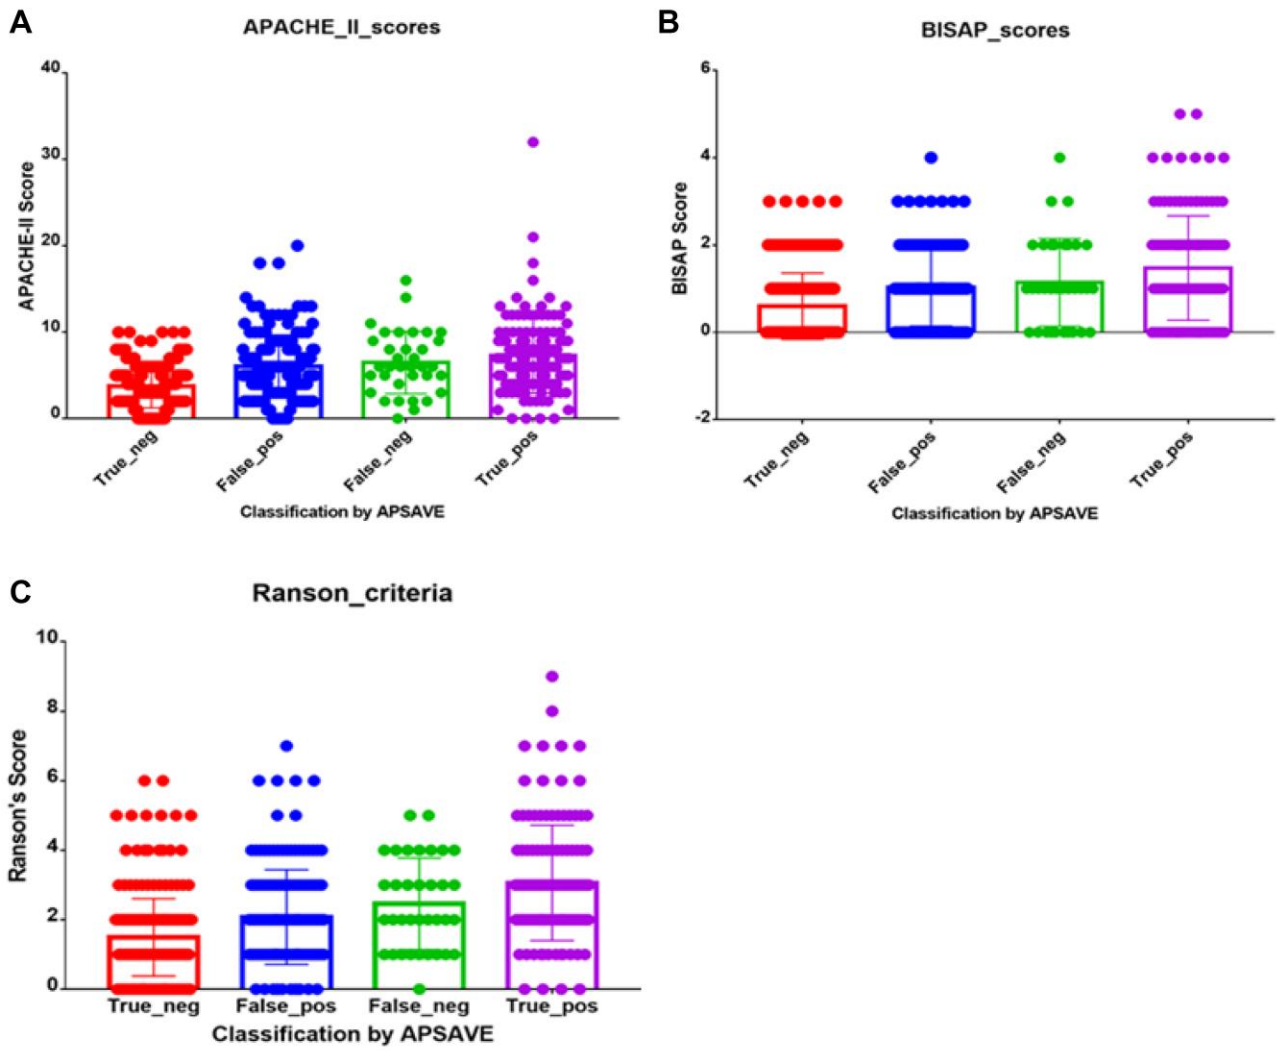 A
APACHE_II_scores
40
30
20
10
0
APACHE-II Score
True_neg
False_pos
False_neg
True_pos
Classification by APSAVE
B
BISAP_scores
6
4
2
0
-2
BISAP Score
True_neg
False_pos
False_neg
True_pos
Classification by APSAVE
C
Ranson_criteria
10
8
6
4
2
0
Ranson's Score
True_neg False_pos False_neg True_pos
Classification by APSAVE